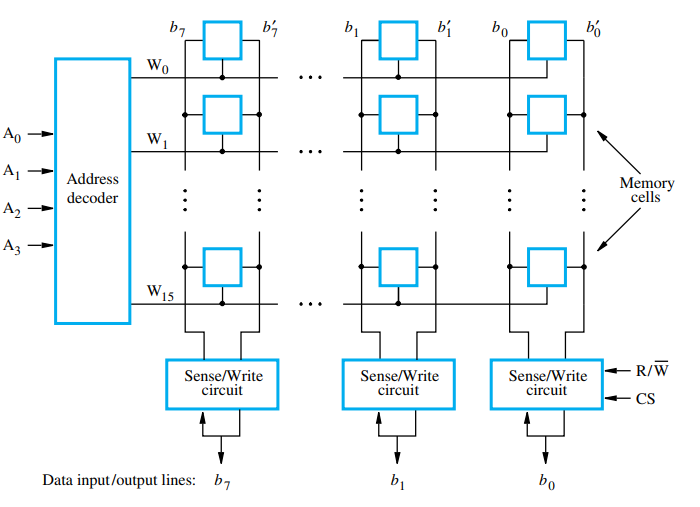 b₇ b′₇ b₁ b′₁ b₀ b′₀
W₀
• • •
A₀
W₁
• • •
A₁
Address
decoder
Memory
cells
A₂
A₃
W₁₅
• • •
Sense/Write
circuit
Sense/Write
circuit
Sense/Write
circuit
R/W̅
CS
Data input/output lines: b₇ b₁ b₀